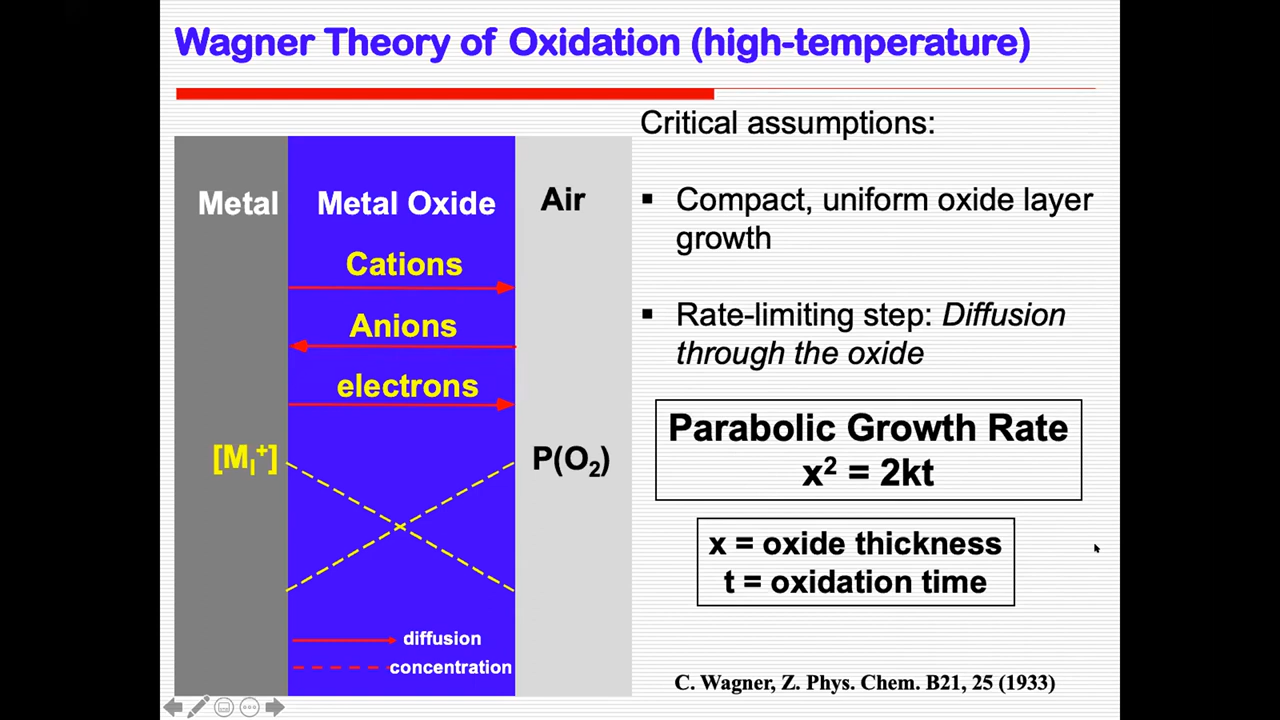 Wagner Theory of Oxidation (high-temperature)
Metal
Metal Oxide
Air
Cations
Anions
electrons
[M_I^+]
P(O₂)
diffusion
concentration
Critical assumptions:
▪ Compact, uniform oxide layer
growth
▪ Rate-limiting step: Diffusion
through the oxide
Parabolic Growth Rate
x² = 2kt
x = oxide thickness
t = oxidation time
C. Wagner, Z. Phys. Chem. B21, 25 (1933)